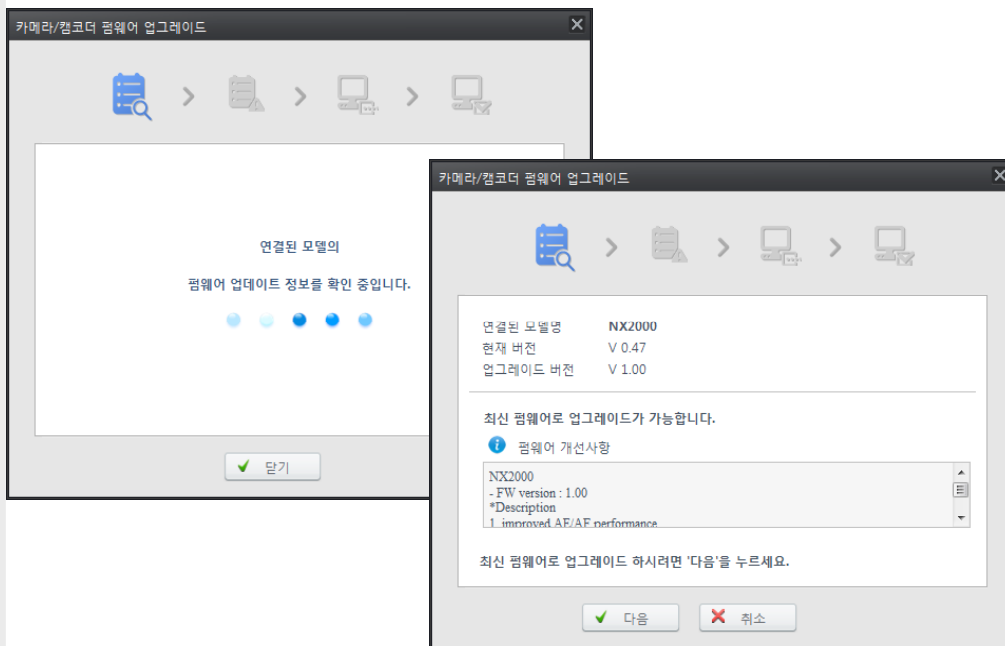 카메라/캠코더 펌웨어 업그레이드
연결된 모델의
펌웨어 업데이트 정보를 확인 중입니다.
닫기
카메라/캠코더 펌웨어 업그레이드
연결된 모델명 NX2000
현재 버전 V 0.47
업그레이드 버전 V 1.00
최신 펌웨어로 업그레이드가 가능합니다.
펌웨어 개선사항
NX2000
- FW version : 1.00
*Description
1. improved AE/AF performance
최신 펌웨어로 업그레이드 하시려면 '다음'을 누르세요.
다음 취소